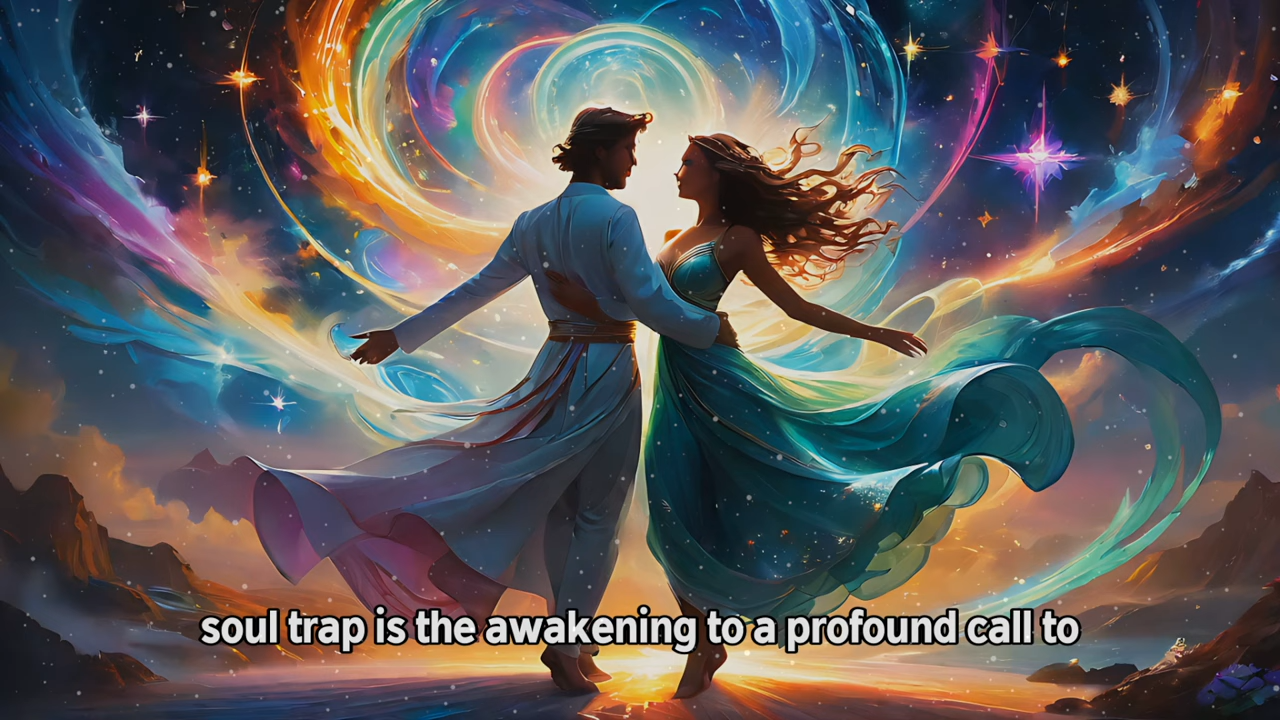 soul trap is the awakening to a profound call to